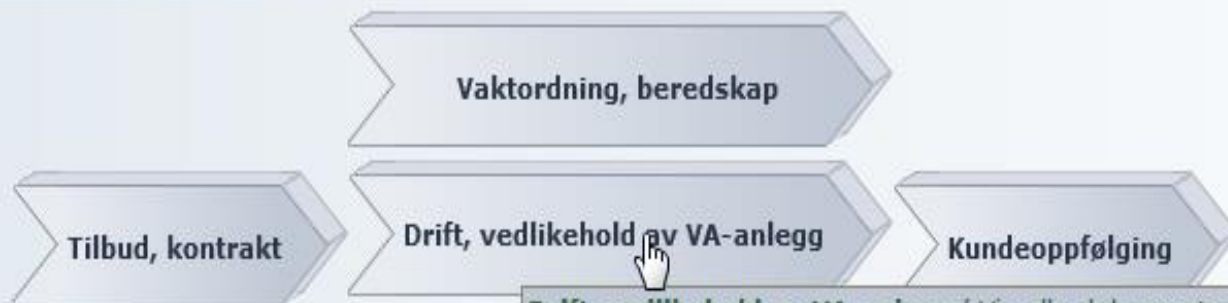 Vaktordning, beredskap
Tilbud, kontrakt
Drift, vedlikehold av VA-anlegg
Kundeoppfølging